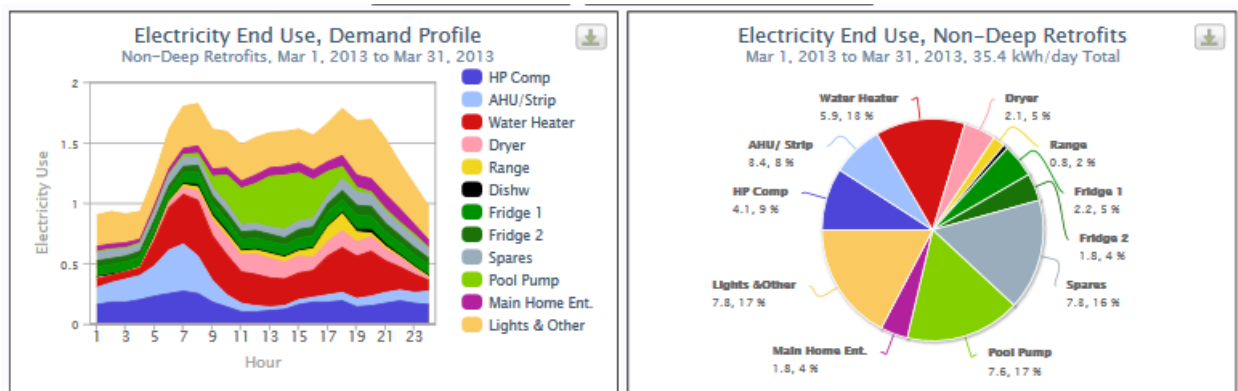 Electricity End Use, Demand Profile
Non-Deep Retrofits, Mar 1, 2013 to Mar 31, 2013
2
1.5
1
0.5
0
Electricity Use
1 3 5 7 9 11 13 15 17 19 21 23
Hour
HP Comp
AHU/Strip
Water Heater
Dryer
Range
Dishw
Fridge 1
Fridge 2
Spares
Pool Pump
Main Home Ent.
Lights & Other
Electricity End Use, Non-Deep Retrofits
Mar 1, 2013 to Mar 31, 2013, 35.4 kWh/day Total
Water Heater
5.9, 18 %
Dryer
2.1, 5 %
AHU/ Strip
8.4, 8 %
Range
0.8, 2 %
HP Comp
4.1, 9 %
Fridge 1
2.2, 5 %
Fridge 2
1.8, 4 %
Lights &Other
7.8, 17 %
Spares
7.8, 16 %
Main Home Ent.
1.8, 4 %
Pool Pump
7.6, 17 %